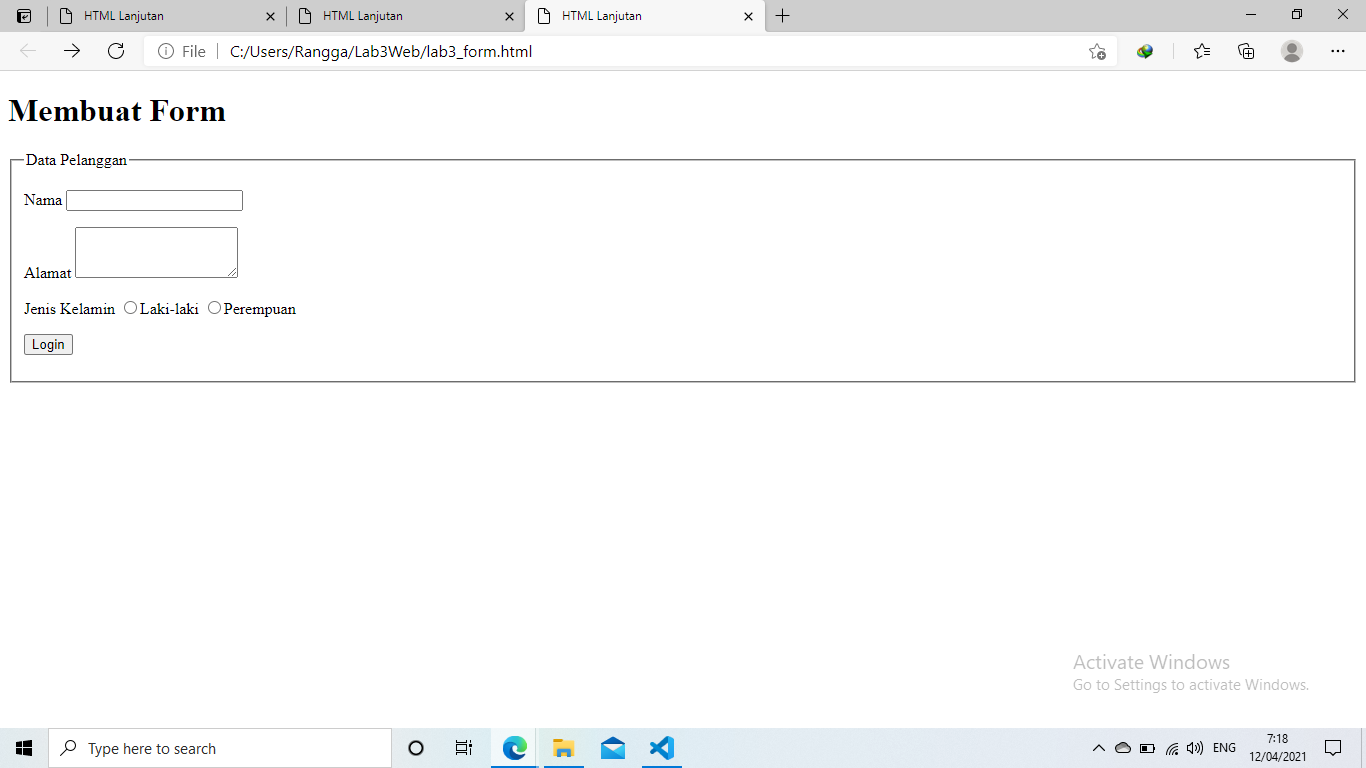 HTML Lanjutan
HTML Lanjutan
HTML Lanjutan
File
C:/Users/Rangga/Lab3Web/lab3_form.html
Membuat Form
Data Pelanggan
Nama
Alamat
Jenis Kelamin Laki-laki Perempuan
Login
Activate Windows
Go to Settings to activate Windows.
Type here to search
ENG
7:18
12/04/2021